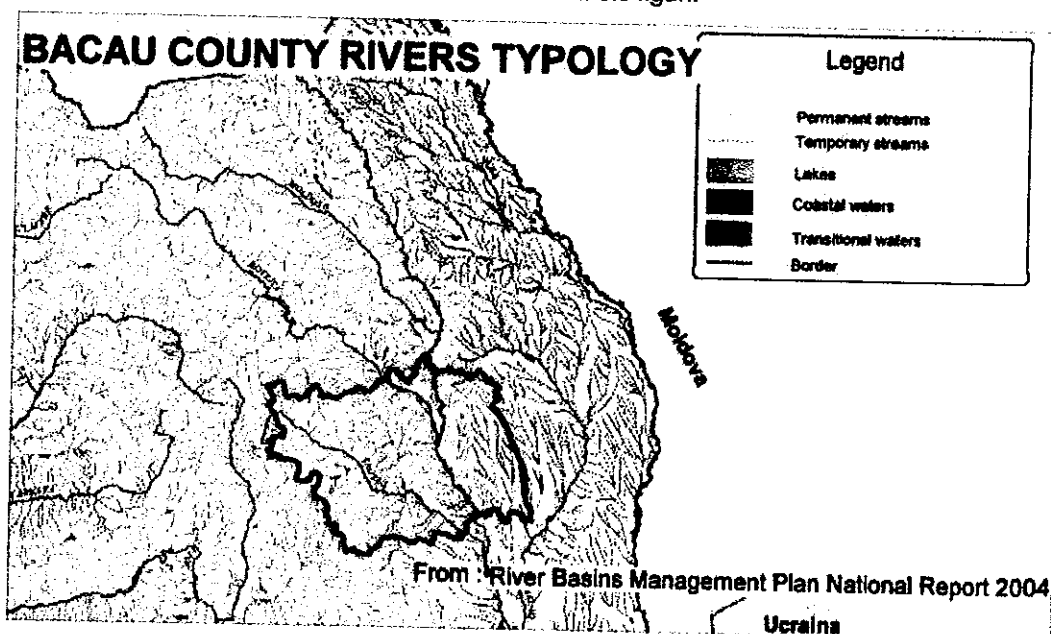 BACAU COUNTY RIVERS TYPOLOGY
Legend
Permanent streams
Temporary streams
Lakes
Coastal waters
Transitional waters
Border
Moldova
From : River Basins Management Plan National Report 2004
Ucraina